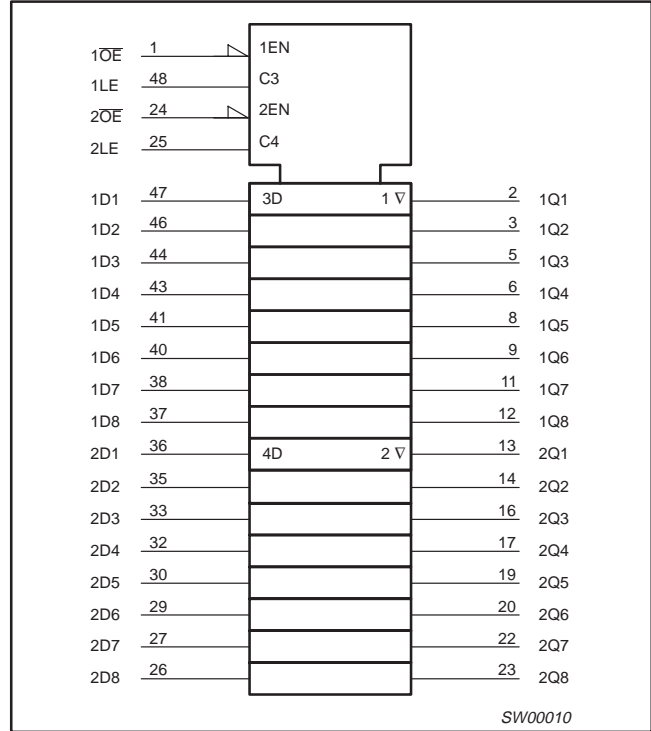 1O̅E̅ 1 1EN
1LE 48 C3
2O̅E̅ 24 2EN
2LE 25 C4
1D1 47 3D 1 ∇ 2 1Q1
1D2 46 3 1Q2
1D3 44 5 1Q3
1D4 43 6 1Q4
1D5 41 8 1Q5
1D6 40 9 1Q6
1D7 38 11 1Q7
1D8 37 12 1Q8
2D1 36 4D 2 ∇ 13 2Q1
2D2 35 14 2Q2
2D3 33 16 2Q3
2D4 32 17 2Q4
2D5 30 19 2Q5
2D6 29 20 2Q6
2D7 27 22 2Q7
2D8 26 23 2Q8
SW00010